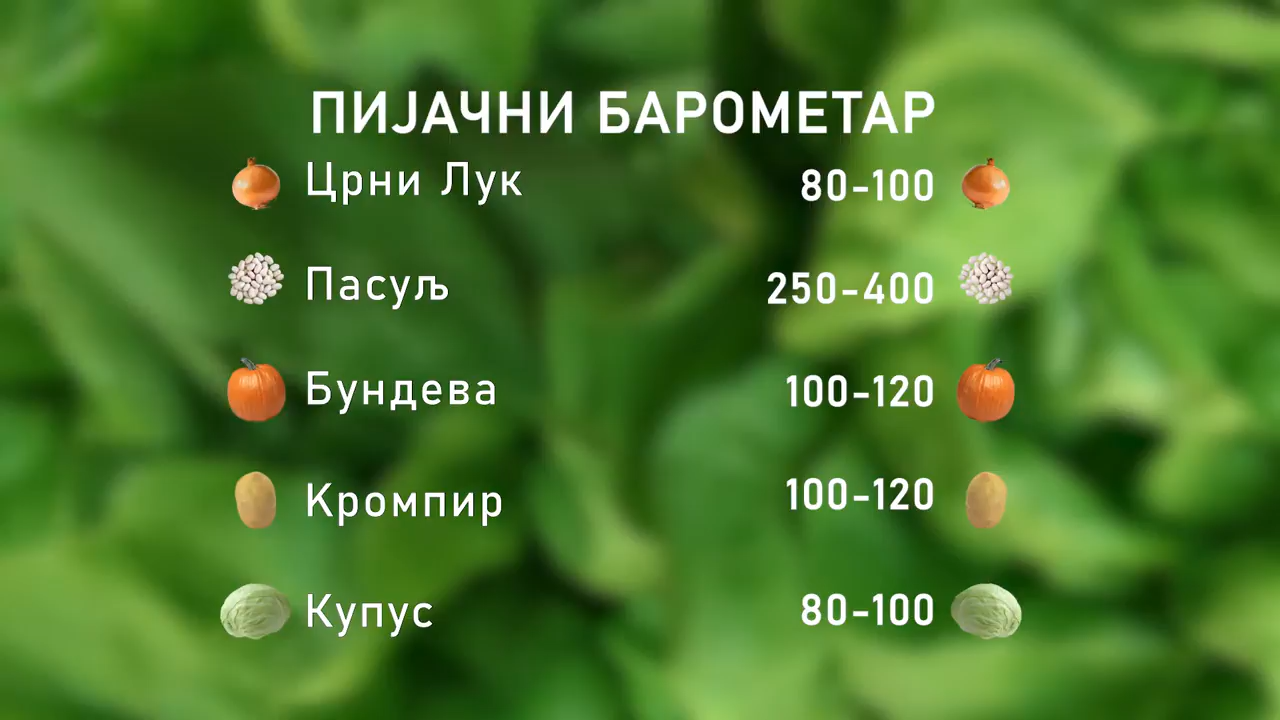 ПИЈАЧНИ БАРОМЕТАР
Црни Лук 80-100
Пасуљ 250-400
Бундева 100-120
Кромпир 100-120
Купус 80-100